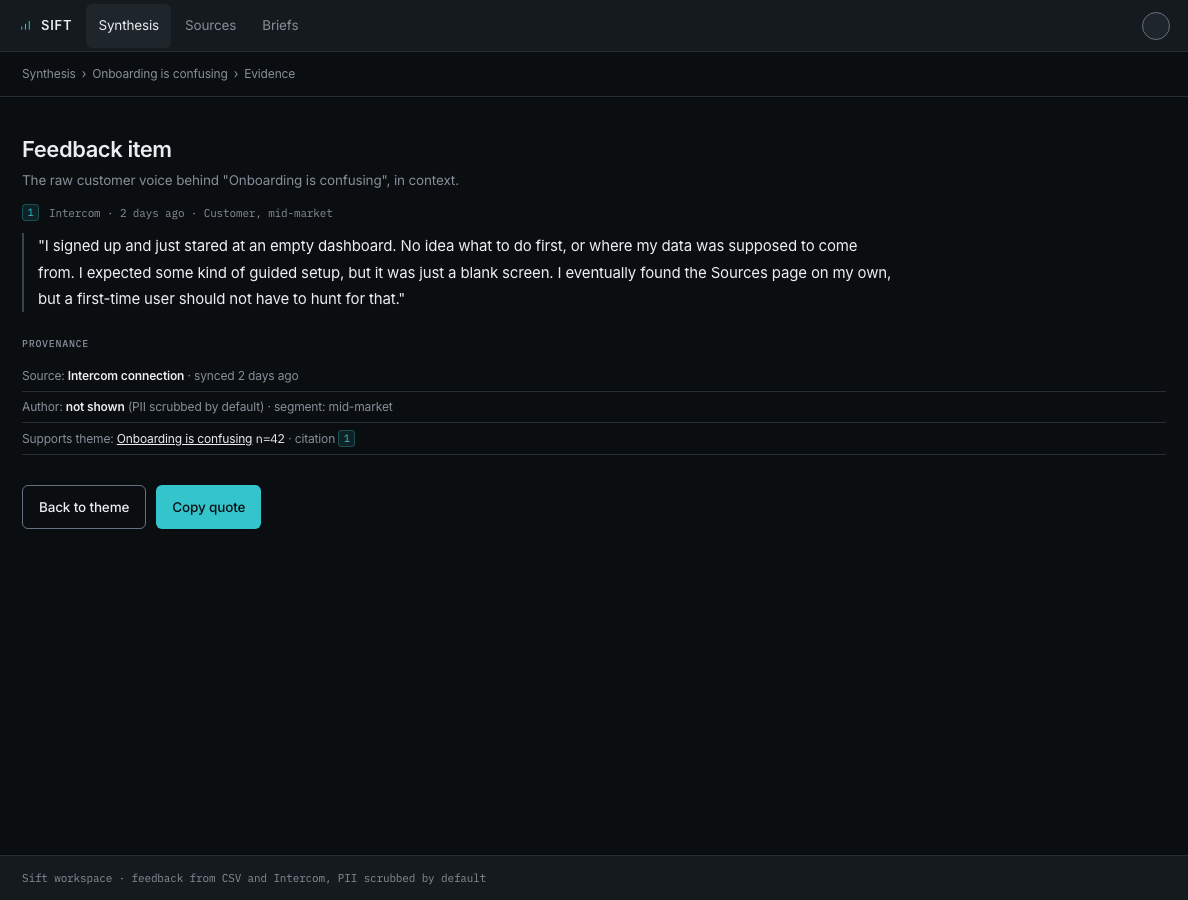 SIFT Synthesis Sources Briefs
Synthesis › Onboarding is confusing › Evidence
Feedback item
The raw customer voice behind "Onboarding is confusing", in context.
1 Intercom · 2 days ago · Customer, mid-market
"I signed up and just stared at an empty dashboard. No idea what to do first, or where my data was supposed to come
from. I expected some kind of guided setup, but it was just a blank screen. I eventually found the Sources page on my own,
but a first-time user should not have to hunt for that."
PROVENANCE
Source: Intercom connection · synced 2 days ago
Author: not shown (PII scrubbed by default) · segment: mid-market
Supports theme: Onboarding is confusing n=42 · citation 1
Back to theme Copy quote
Sift workspace · feedback from CSV and Intercom, PII scrubbed by default